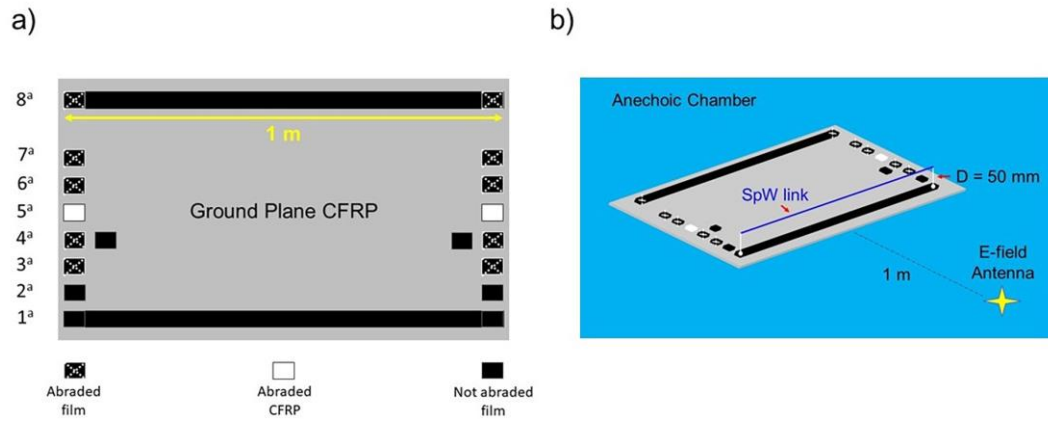 a)
8ª
1 m
7ª
6ª
5ª
Ground Plane CFRP
4ª
3ª
2ª
1ª
Abraded
film
Abraded
CFRP
Not abraded
film
b)
Anechoic Chamber
D = 50 mm
SpW link
E-field
Antenna
1 m